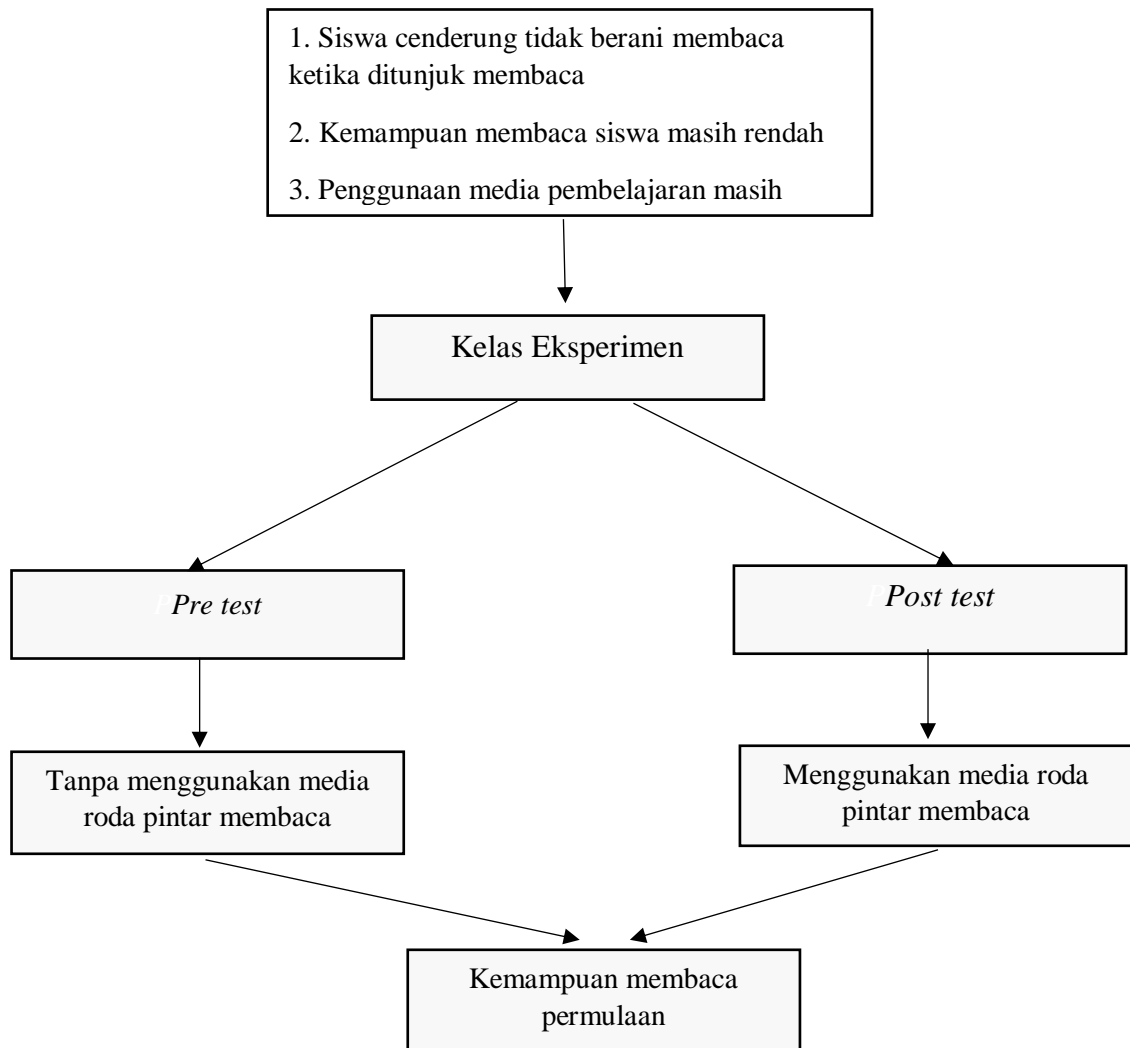 1. Siswa cenderung tidak berani membaca
ketika ditunjuk membaca
2. Kemampuan membaca siswa masih rendah
3. Penggunaan media pembelajaran masih
Kelas Eksperimen
Pre test
Post test
Tanpa menggunakan media
roda pintar membaca
Menggunakan media roda
pintar membaca
Kemampuan membaca
permulaan